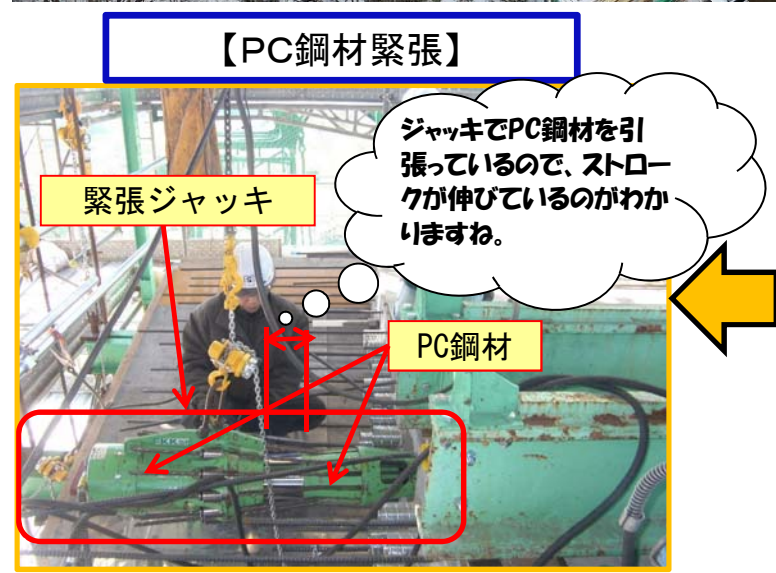 【PC鋼材緊張】
ジャッキでPC鋼材を引
張っているので、ストロー
クが伸びているのがわか
りますね。
緊張ジャッキ
PC鋼材